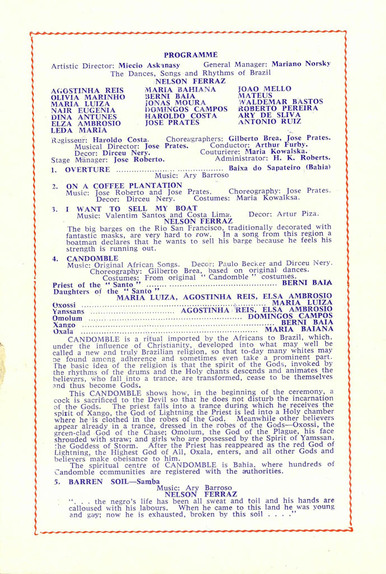 PROGRAMME
Artistic Director: Miecio Askanasy General Manager: Mariano Norsky
The Dances, Songs and Rhythms of Brazil
NELSON FERRAZ
AGOSTINHA REIS MARIA BAHIANA JOAO MELLO
OLIVIA MARINHO BERNI BAIA MATEUS
MARIA LUIZA JONAS MOURA WALDEMAR BASTOS
NAIR EUGENIA DOMINGOS CAMPOS ROBERTO PEREIRA
DINA ANTUNES HAROLDO COSTA ARY DE SLIVA
ELZA AMBROSIO JOSE PRATES ANTONIO RUIZ
LEDA MARIA
Regisseur: Haroldo Costa. Choreographers: Gilberto Brea, Jose Prates.
Musical Director: Jose Prates. Conductor: Arthur Furby.
Decor: Dirceu Nery. Couturiere: Maria Kowalska.
Stage Manager: Jose Roberto. Administrator: H. K. Roberts.
1. OVERTURE ........................................ Baixa do Sapateiro (Bahia)
Music: Ary Barroso
2. ON A COFFEE PLANTATION
Music: Jose Roberto and Jose Prates. Choreography: Jose Prates.
Decor: Dirceu Nery. Costumes: Maria Kowalksa.
3. I WANT TO SELL MY BOAT
Music: Valentim Santos and Costa Lima. Decor: Artur Piza.
NELSON FERRAZ
The big barges on the Rio San Francisco, traditionally decorated with
fantastic masks, are very hard to row. In a song from this region a
boatman declares that he wants to sell his barge because he feels his
strength is running out.
4. CANDOMBLE
Music: Original African Songs. Decor: Paulo Becker and Dirceu Nery.
Choreography: Gilberto Brea, based on original dances.
Costumes: From original "Candomble" costumes.
Priest of the "Santo" ........................................ BERNI BAIA
Daughters of the "Santo"
MARIA LUIZA, AGOSTINHA REIS, ELSA AMBROSIO
Oxossi ........................................ MARIA LUIZA
Yanssans ........................................ AGOSTINHA REIS, ELSA AMBROSIO
Omolum ........................................ DOMINGOS CAMPOS
Xango ........................................ BERNI BAIA
Oxala ........................................ MARIA BAIANA
CANDOMBLE is a ritual imported by the Africans to Brazil, which,
under the influence of Christianity, developed into what may well be
called a new and truly Brazilian religion, so that to-day many whites may
be found among adherence and sometimes even take a prominent part.
The basic idea of the religion is that the spirit of the Gods, invoked by
the rhythms of the drums and the Holy chants descends and animates the
believers, who fall into a trance, are transformed, cease to be themselves
and thus become Gods.
This CANDOMBLE shows how, in the beginning of the ceremony, a
cock is sacrificed to the Devil so that he does not disturb the incarnation
of the Gods. The priest falls into a trance during which he receives the
spirit of Xango, the God of Lightning the Priest is led into a Holy chamber
where he is clothed in the robes of the God. Meanwhile other believers
appear already in a trance, dressed in the robes of the Gods—Oxossi, the
green-clad God of the Chase; Omolum, the God of the Plague, his face
shrouded with straw; and girls who are possessed by the Spirit of Yamssan,
the Goddess of Storm. After the Priest has reappeared as the red God of
Lightning, the Highest God of All, Oxala, enters, and all other Gods and
believers make obeisance to him.
The spiritual centre of CANDOMBLE is Bahia, where hundreds of
Candomble communities are registered with the authorities.
5. BARREN SOIL—Samba
Music: Ary Barroso
NELSON FERRAZ
". . . the negro's life has been all sweat and toil and his hands are
calloused with his labours. When he came to this land he was young
and gay; now he is exhausted, broken by this soil . . . ."